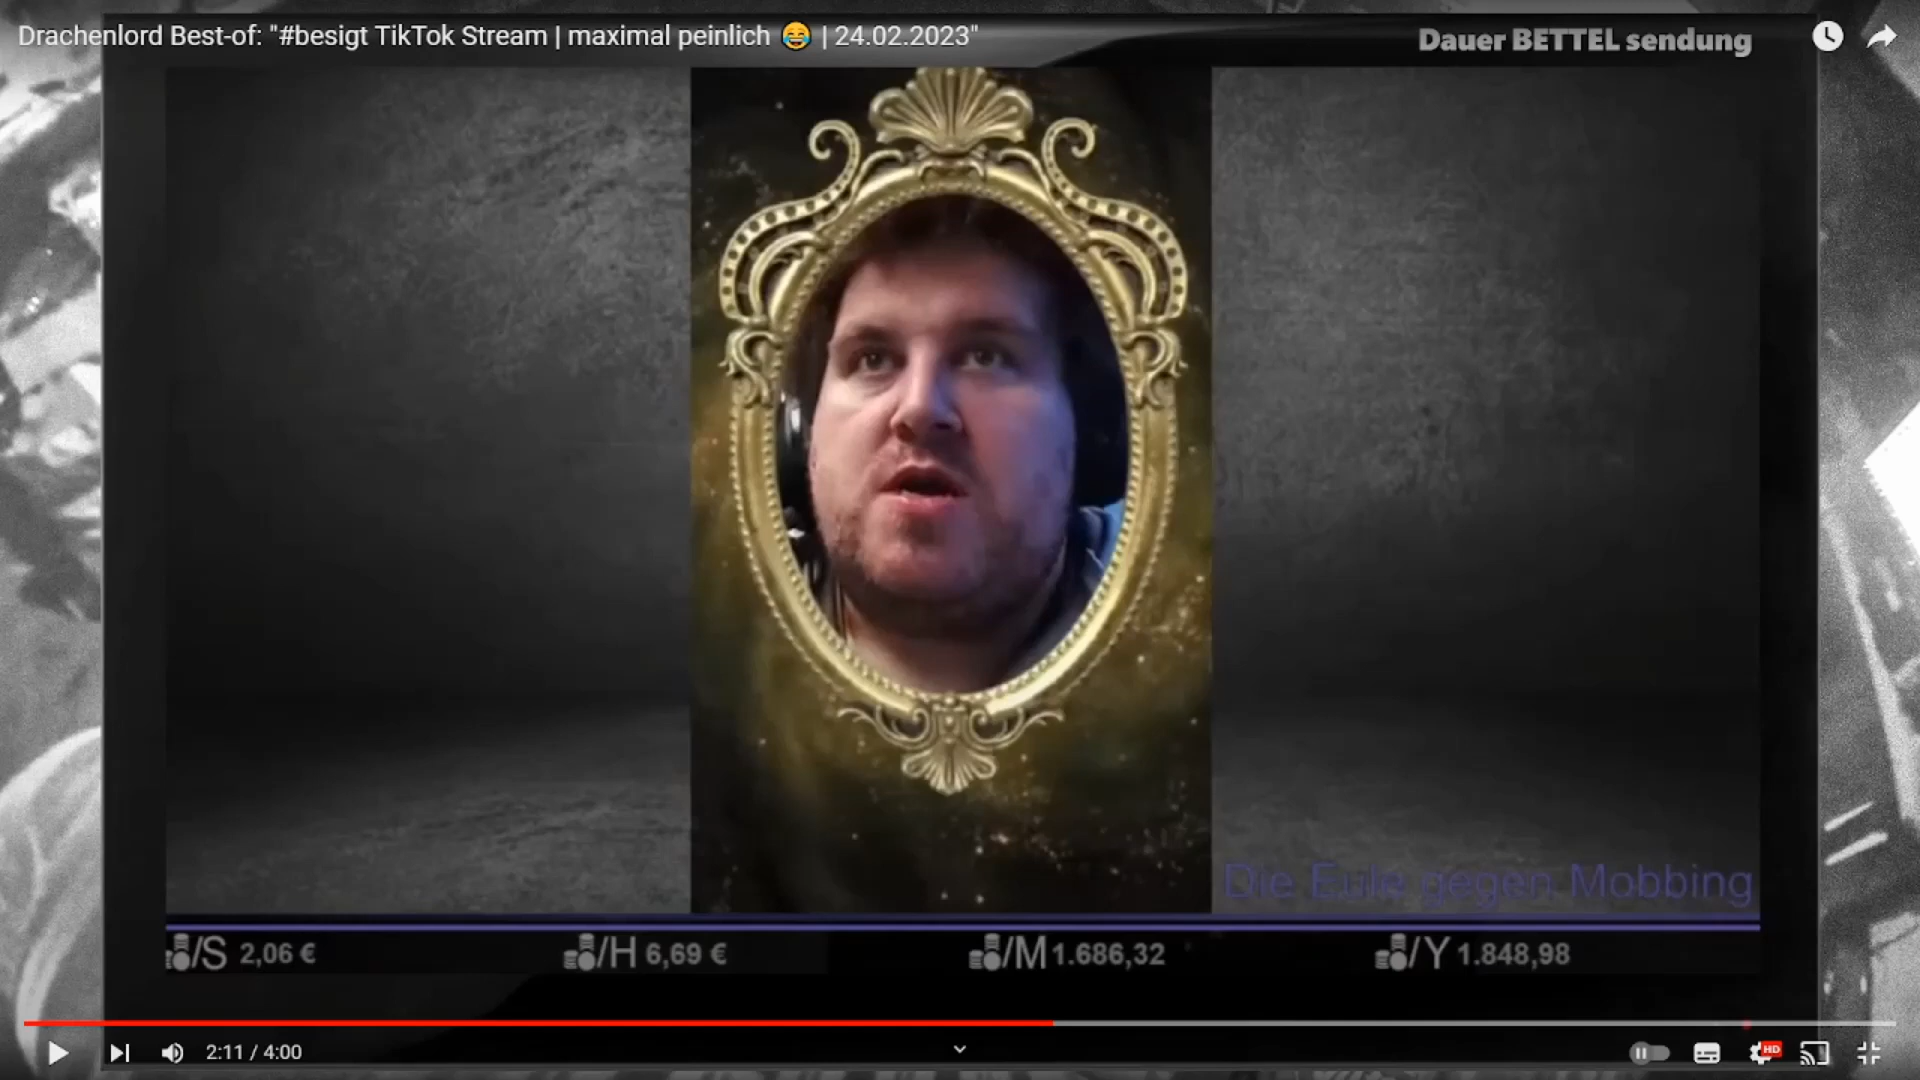 Drachenlord Best-of: "#besigt TikTok Stream | maximal peinlich 😂 | 24.02.2023"
Dauer BETTEL sendung
Die Eule gegen Mobbing
/S 2,06 €
/H 6,69 €
/M 1.686,32
/Y 1.848,98
2:11 / 4:00
HD